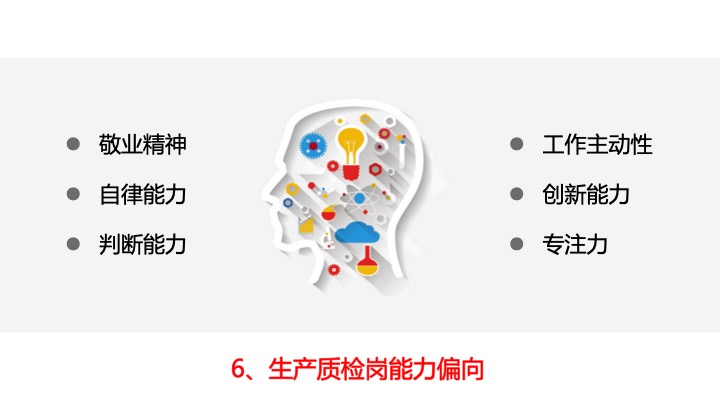 敬业精神
自律能力
判断能力
工作主动性
创新能力
专注力
6、生产质检岗能力偏向